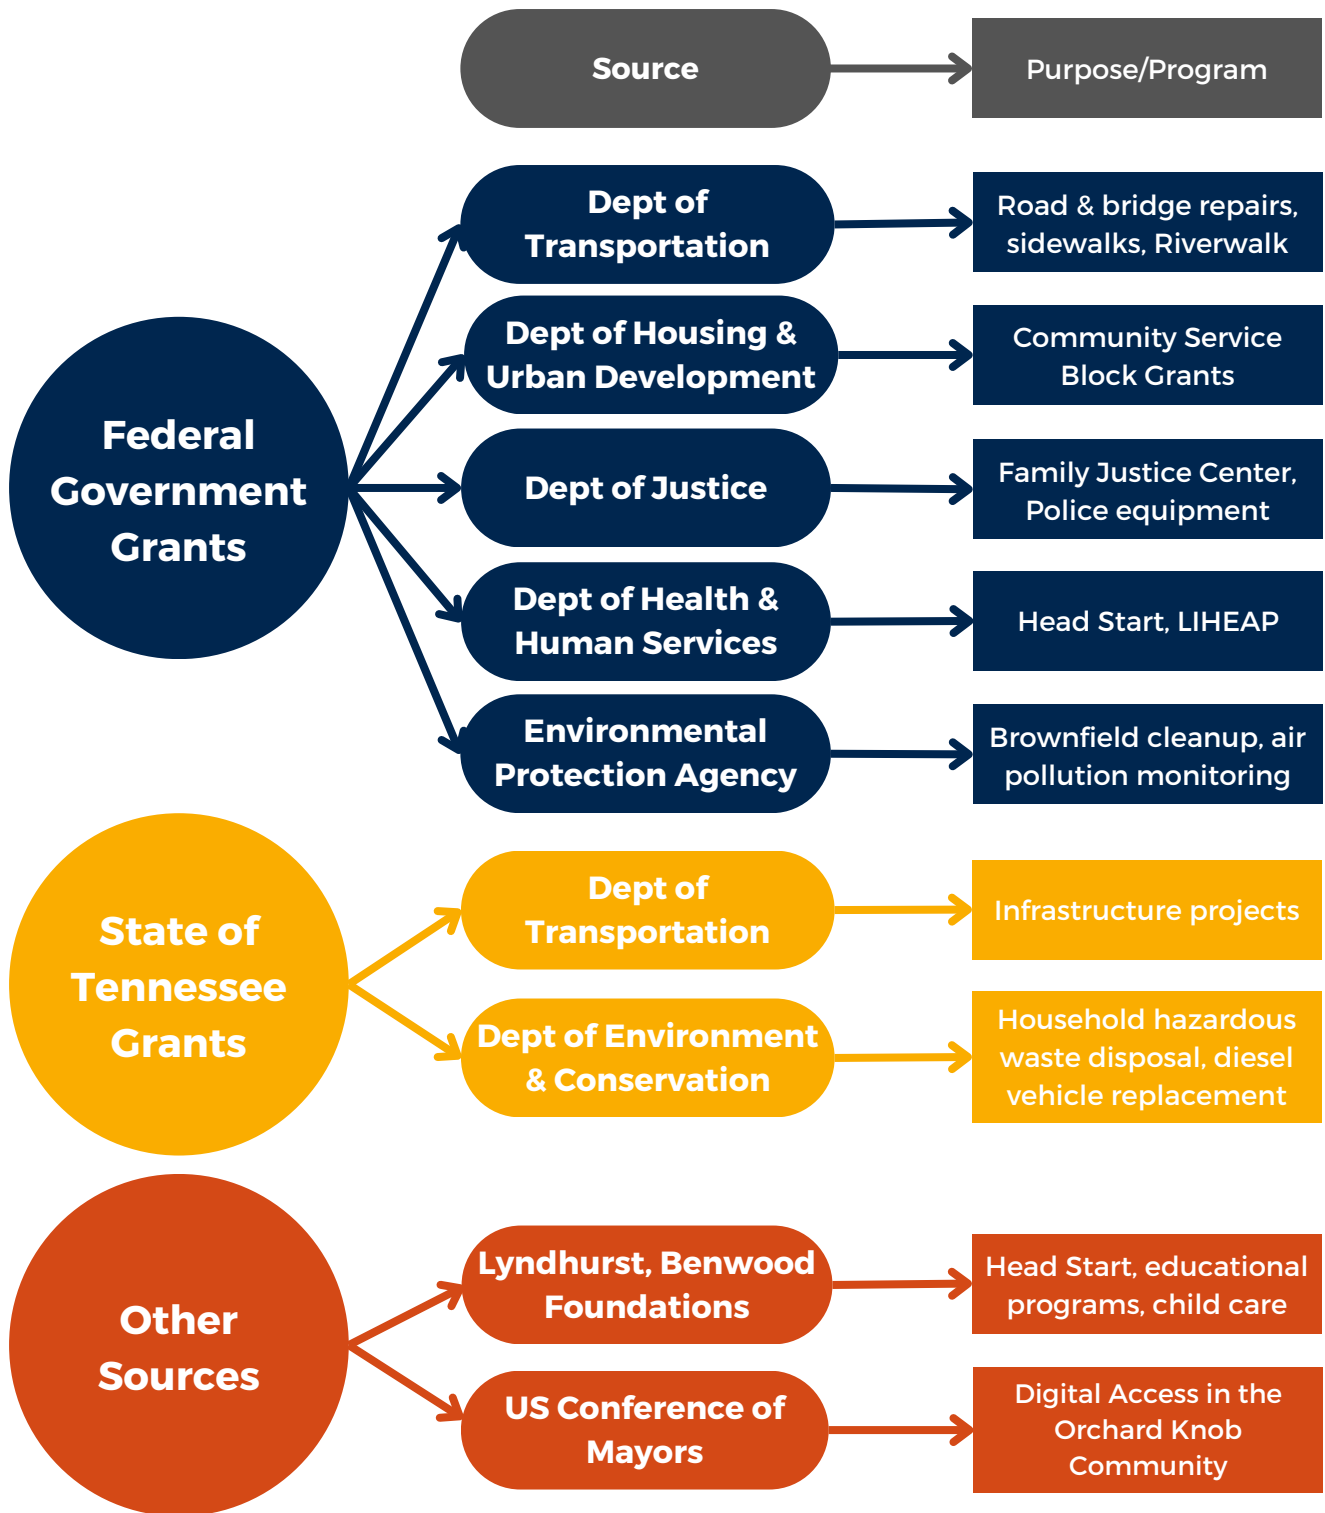 Source
Purpose/Program
Federal
Government
Grants
Dept of
Transportation
Road & bridge repairs,
sidewalks, Riverwalk
Dept of Housing &
Urban Development
Community Service
Block Grants
Dept of Justice
Family Justice Center,
Police equipment
Dept of Health &
Human Services
Head Start, LIHEAP
Environmental
Protection Agency
Brownfield cleanup, air
pollution monitoring
State of
Tennessee
Grants
Dept of
Transportation
Infrastructure projects
Dept of Environment
& Conservation
Household hazardous
waste disposal, diesel
vehicle replacement
Other
Sources
Lyndhurst, Benwood
Foundations
Head Start, educational
programs, child care
US Conference of
Mayors
Digital Access in the
Orchard Knob
Community